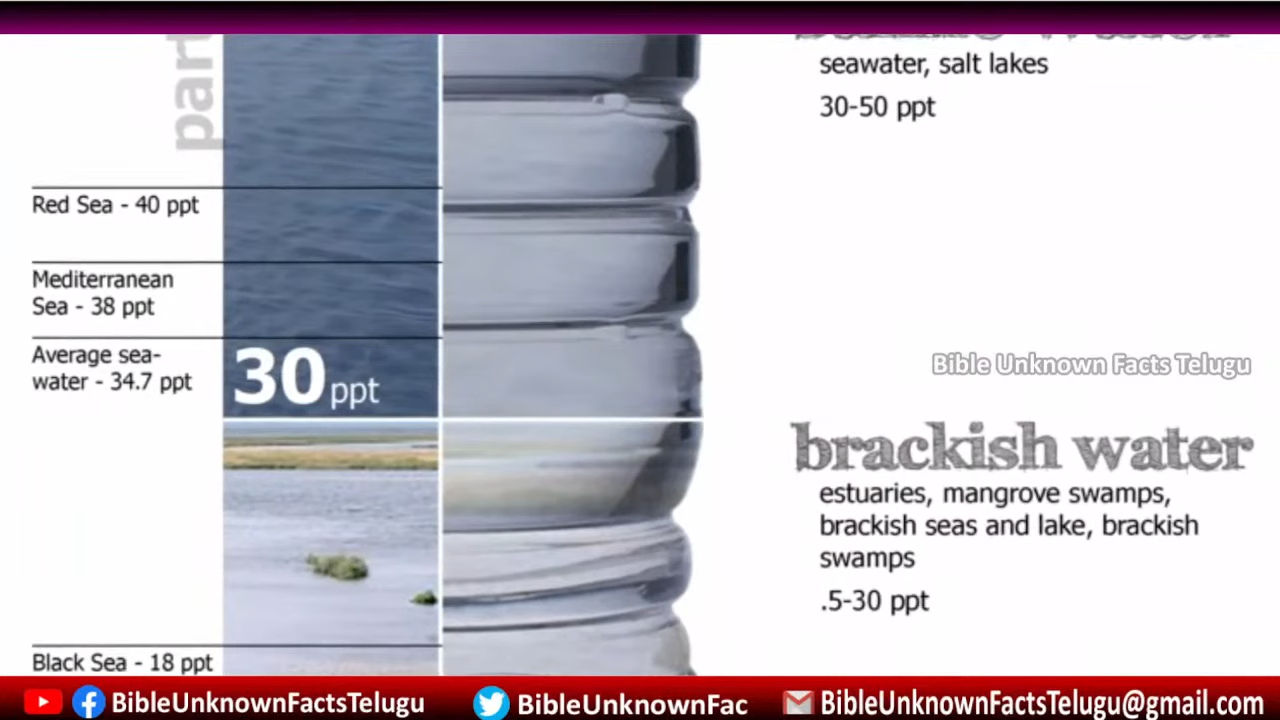 seawater, salt lakes
30-50 ppt
Red Sea - 40 ppt
Mediterranean
Sea - 38 ppt
Average sea-
water - 34.7 ppt
30 ppt
Bible Unknown Facts Telugu
brackish water
estuaries, mangrove swamps,
brackish seas and lake, brackish
swamps
.5-30 ppt
Black Sea - 18 ppt
BibleUnknownFactsTelugu
BibleUnknownFac
BibleUnknownFactsTelugu@gmail.com